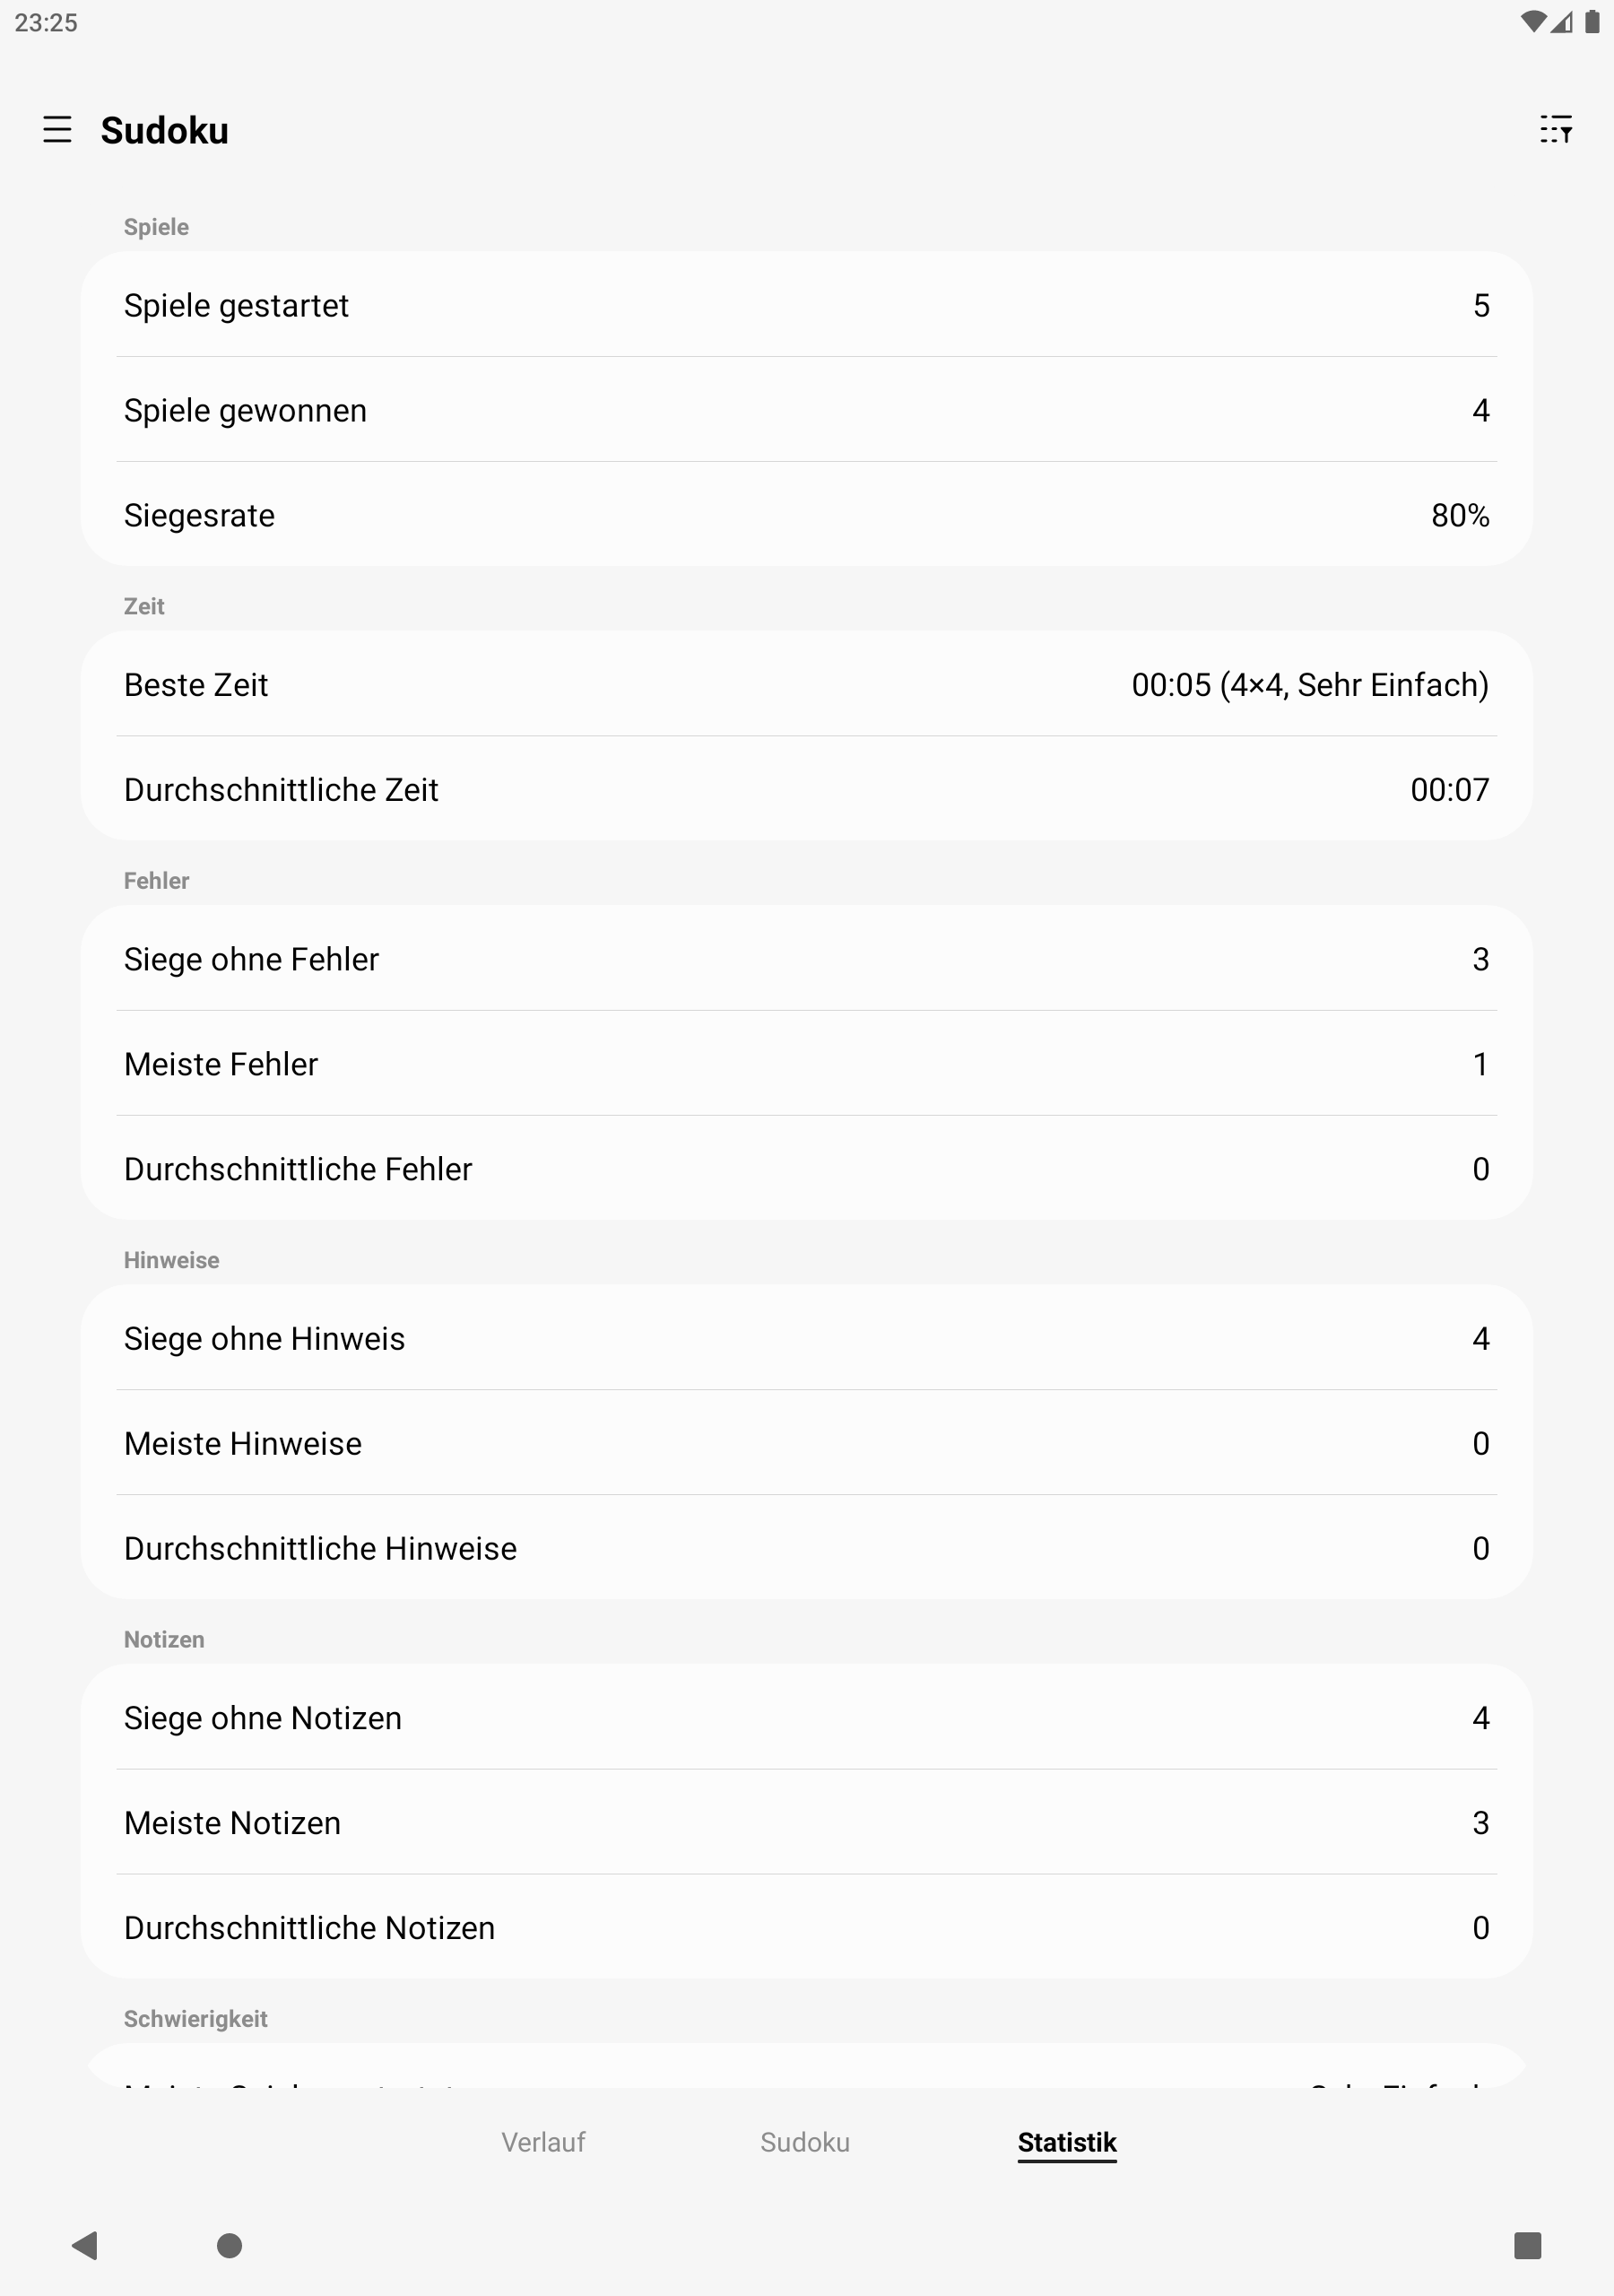 23:25
Sudoku
Spiele
Spiele gestartet 5
Spiele gewonnen 4
Siegesrate 80%
Zeit
Beste Zeit 00:05 (4×4, Sehr Einfach)
Durchschnittliche Zeit 00:07
Fehler
Siege ohne Fehler 3
Meiste Fehler 1
Durchschnittliche Fehler 0
Hinweise
Siege ohne Hinweis 4
Meiste Hinweise 0
Durchschnittliche Hinweise 0
Notizen
Siege ohne Notizen 4
Meiste Notizen 3
Durchschnittliche Notizen 0
Schwierigkeit
Verlauf Sudoku Statistik